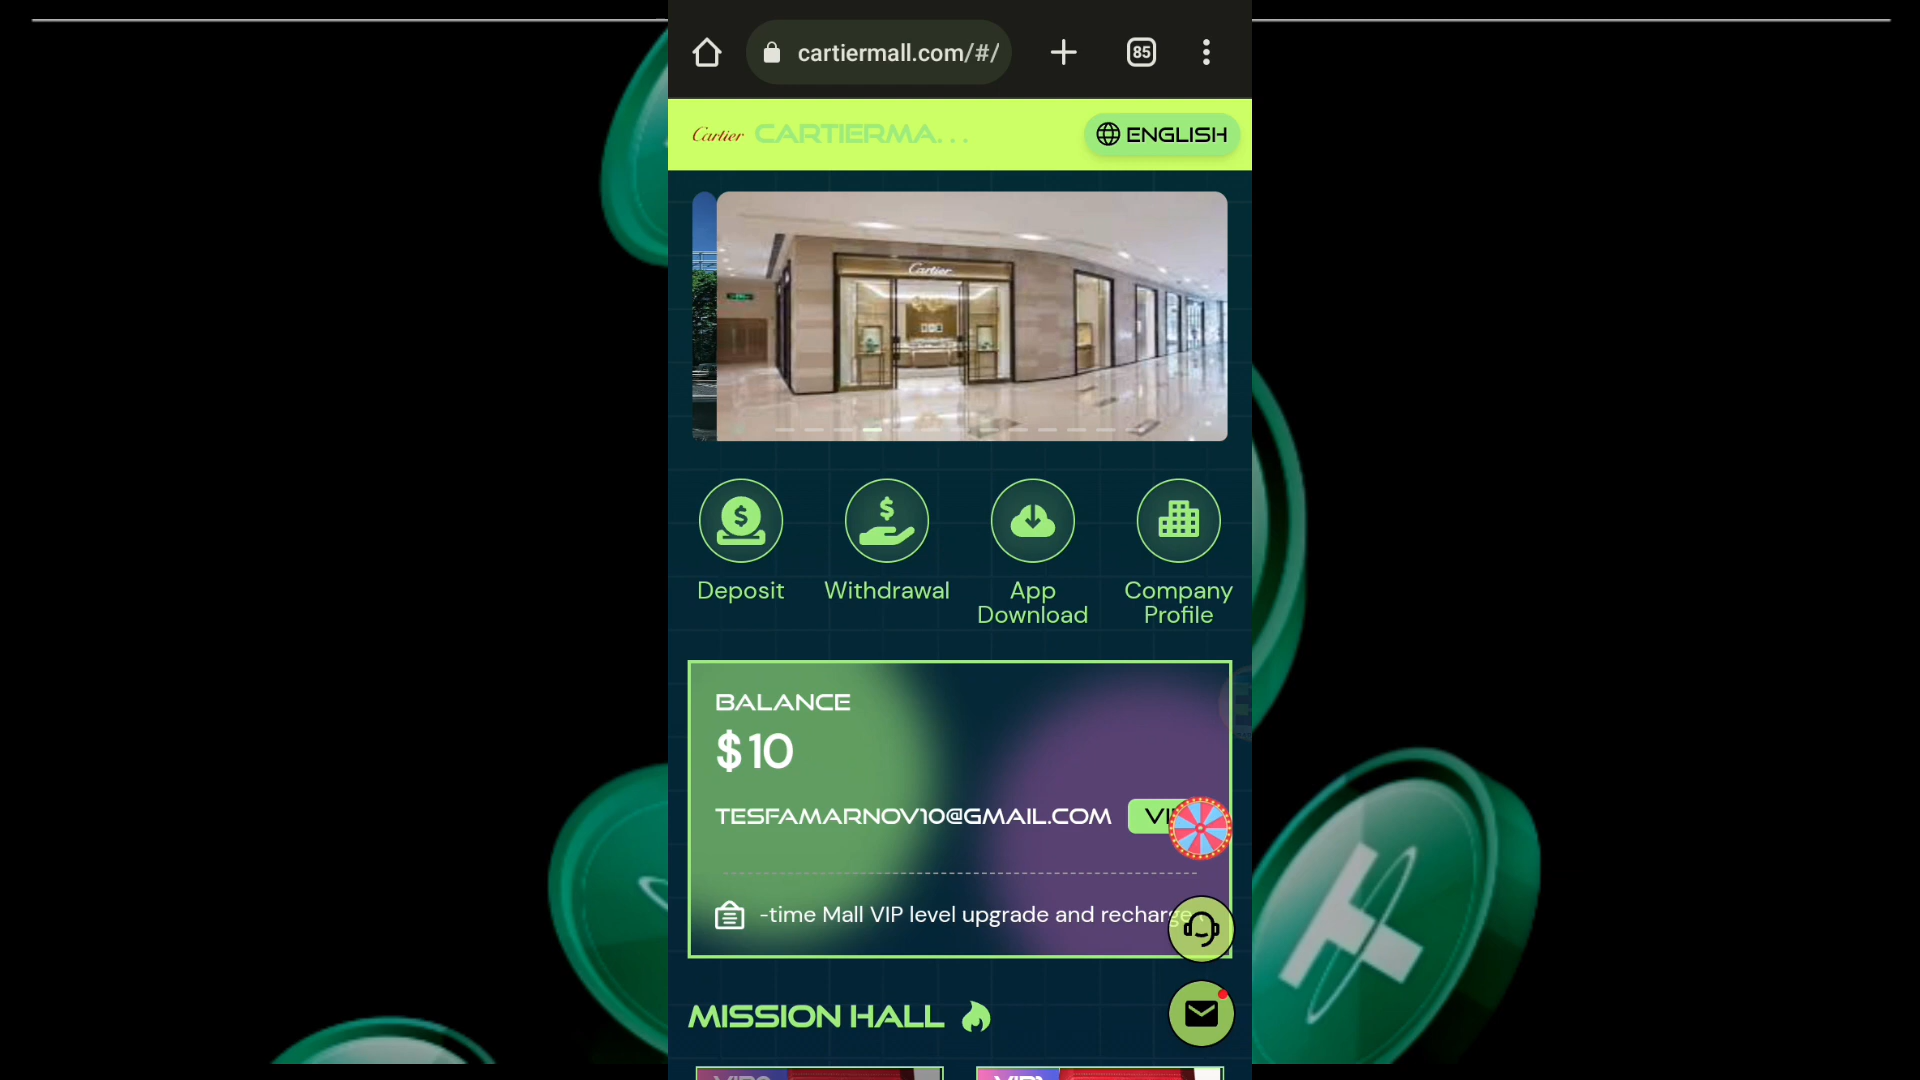 cartiermall.com/#/
85
Cartier CARTIERMA...
ENGLISH
Cartier
Deposit
Withdrawal
App Download
Company Profile
BALANCE
$10
TESFAMARNOV10@GMAIL.COM
-time Mall VIP level upgrade and recharge
MISSION HALL